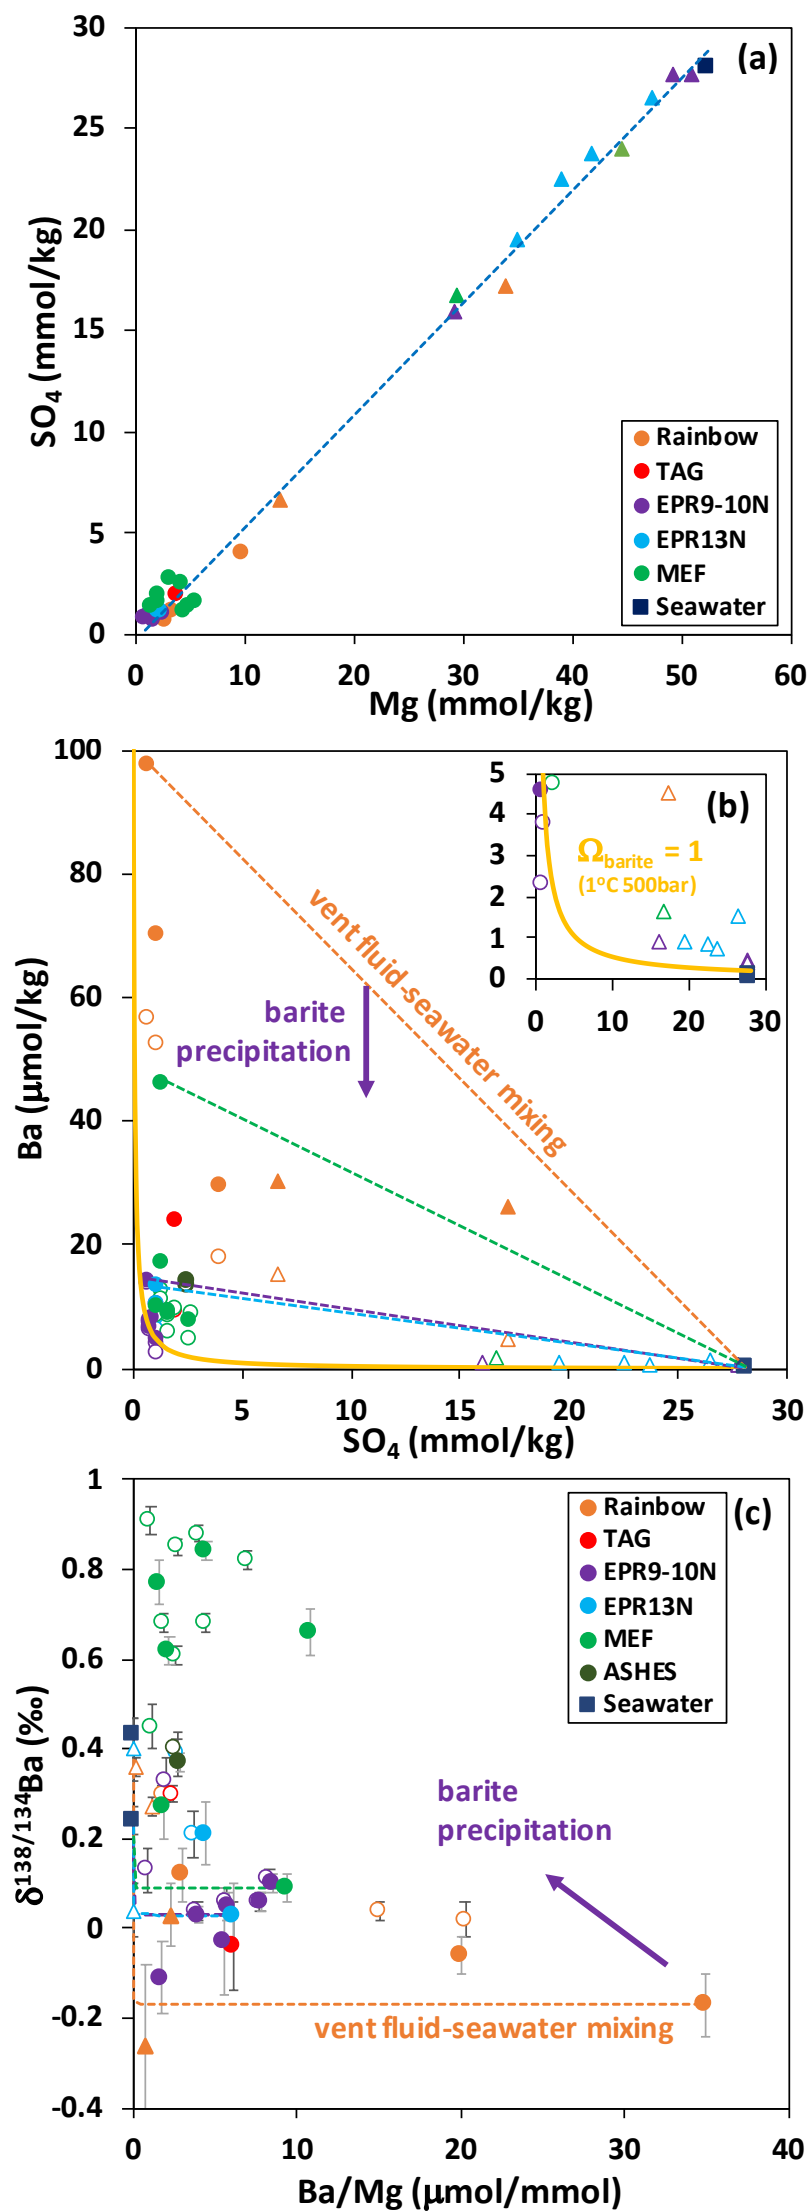 30
(a)
25
20
15
10
5
0
SO₄ (mmol/kg)
Rainbow
TAG
EPR9-10N
EPR13N
MEF
Seawater
0 10 20 30 40 50 60
Mg (mmol/kg)
100
80
60
40
20
0
Ba (μmol/kg)
5
4
3
2
1
0
(b)
Ωbarite = 1
(1ºC 500bar)
0 10 20 30
vent fluid-seawater mixing
barite
precipitation
0 5 10 15 20 25 30
SO₄ (mmol/kg)
1
0.8
0.6
0.4
0.2
0
-0.2
-0.4
δ¹³⁸/¹³⁴Ba (‰)
(c)
Rainbow
TAG
EPR9-10N
EPR13N
MEF
ASHES
Seawater
barite
precipitation
vent fluid-seawater mixing
0 10 20 30 40
Ba/Mg (μmol/mmol)